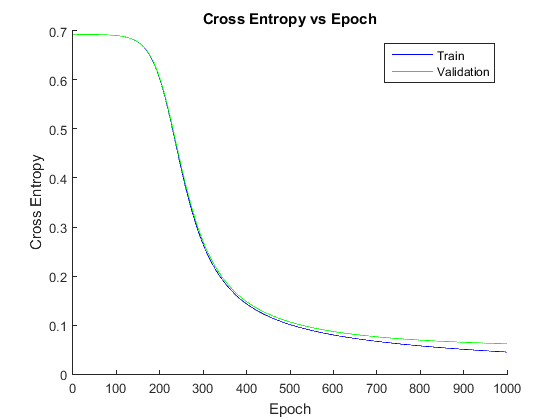 Cross Entropy vs Epoch
Train
Validation
Cross Entropy
0.7
0.6
0.5
0.4
0.3
0.2
0.1
0
0 100 200 300 400 500 600 700 800 900 1000
Epoch